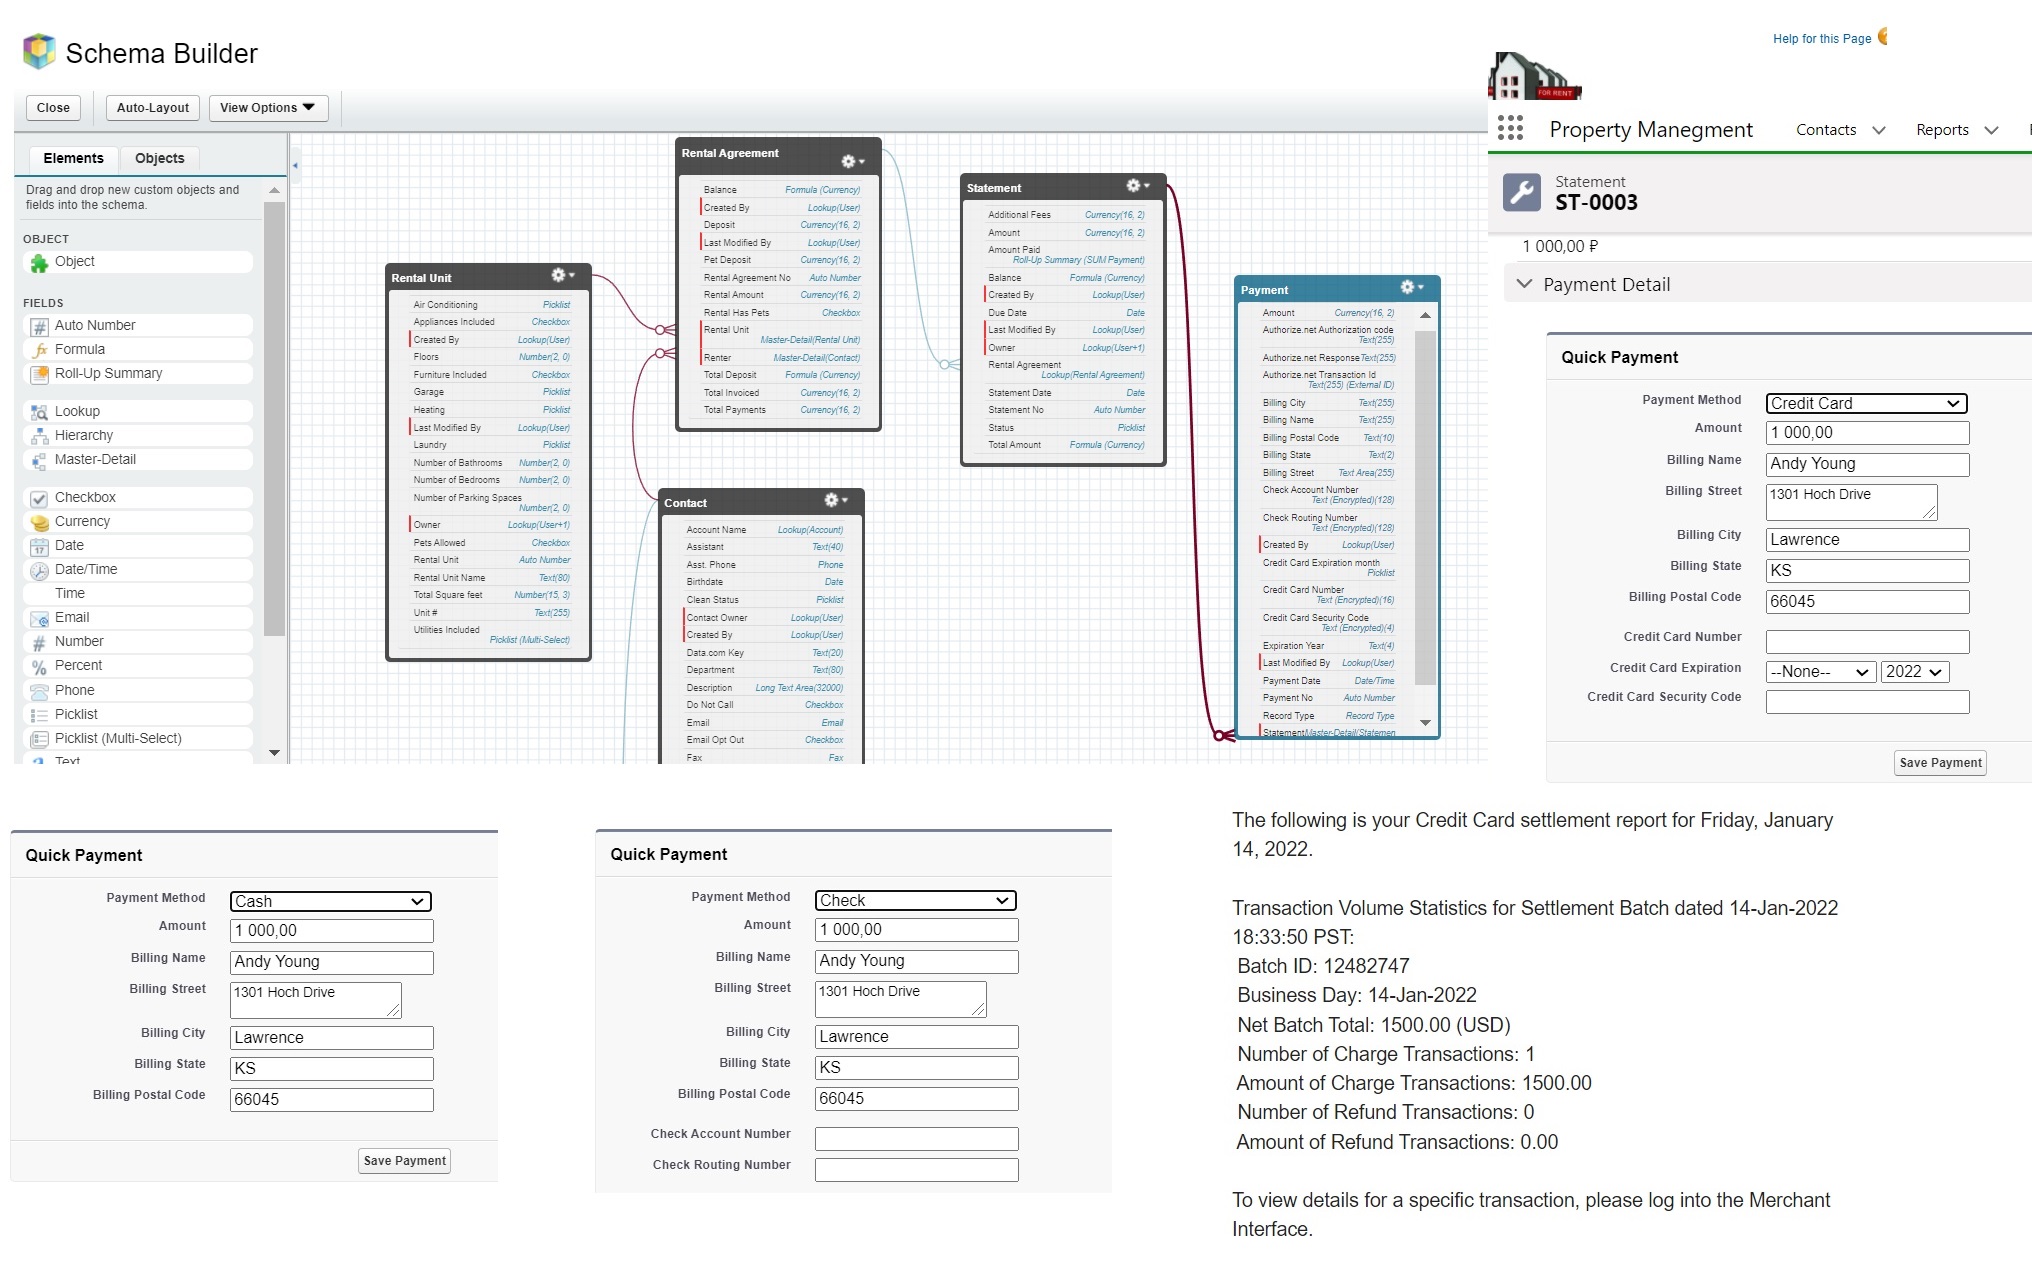 Schema Builder
Help for this Page
Close
Auto-Layout
View Options
Elements
Objects
Drag and drop new custom objects and
fields into the schema.
OBJECT
Object
FIELDS
Auto Number
Formula
Roll-Up Summary
Lookup
Hierarchy
Master-Detail
Checkbox
Currency
Date
Date/Time
Time
Email
Number
Percent
Phone
Picklist
Picklist (Multi-Select)
Text
Rental Unit
Air Conditioning Picklist
Appliances Included Checkbox
Created By Lookup(User)
Floors Number(2, 0)
Furniture Included Checkbox
Garage Picklist
Heating Picklist
Last Modified By Lookup(User)
Laundry Picklist
Number of Bathrooms Number(2, 0)
Number of Bedrooms Number(2, 0)
Number of Parking Spaces
Number(2, 0)
Owner Lookup(User+1)
Pets Allowed Checkbox
Rental Unit Auto Number
Rental Unit Name Text(80)
Total Square feet Number(15, 3)
Unit # Text(255)
Utilities Included
Picklist (Multi-Select)
Rental Agreement
Balance Formula (Currency)
Created By Lookup(User)
Deposit Currency(16, 2)
Last Modified By Lookup(User)
Pet Deposit Currency(16, 2)
Rental Agreement No Auto Number
Rental Amount Currency(16, 2)
Rental Has Pets Checkbox
Rental Unit
Master-Detail(Rental Unit)
Renter Master-Detail(Contact)
Total Deposit Formula (Currency)
Total Invoiced Currency(16, 2)
Total Payments Currency(16, 2)
Contact
Account Name Lookup(Account)
Assistant Text(40)
Asst. Phone Phone
Birthdate Date
Clean Status Picklist
Contact Owner Lookup(User)
Created By Lookup(User)
Data.com Key Text(20)
Department Text(80)
Description Long Text Area(32000)
Do Not Call Checkbox
Email Email
Email Opt Out Checkbox
Fax Fax
Statement
Additional Fees Currency(16, 2)
Amount Currency(16, 2)
Amount Paid
Roll-Up Summary (SUM Payment)
Balance Formula (Currency)
Created By Lookup(User)
Due Date Date
Last Modified By Lookup(User)
Owner Lookup(User+1)
Rental Agreement
Lookup(Rental Agreement)
Statement Date Date
Statement No Auto Number
Status Picklist
Total Amount Formula (Currency)
Payment
Amount Currency(16, 2)
Authorize.net Authorization code
Text(255)
Authorize.net Response Text(255)
Authorize.net Transaction Id
Text(255) (External ID)
Billing City Text(255)
Billing Name Text(255)
Billing Postal Code Text(10)
Billing State Text(2)
Billing Street Text Area(255)
Check Account Number
Text (Encrypted)(128)
Check Routing Number
Text (Encrypted)(128)
Created By Lookup(User)
Credit Card Expiration month
Picklist
Credit Card Number
Text (Encrypted)(16)
Credit Card Security Code
Text (Encrypted)(4)
Expiration Year Text(4)
Last Modified By Lookup(User)
Payment Date Date/Time
Payment No Auto Number
Record Type Record Type
Statement Master-Detail(Statemen
FOR RENT
Property Manegment
Contacts
Reports
Statement
ST-0003
1 000,00 ₽
Payment Detail
Quick Payment
Payment Method Credit Card
Amount 1 000,00
Billing Name Andy Young
Billing Street 1301 Hoch Drive
Billing City Lawrence
Billing State KS
Billing Postal Code 66045
Credit Card Number
Credit Card Expiration --None-- 2022
Credit Card Security Code
Save Payment
Quick Payment
Payment Method Cash
Amount 1 000,00
Billing Name Andy Young
Billing Street 1301 Hoch Drive
Billing City Lawrence
Billing State KS
Billing Postal Code 66045
Save Payment
Quick Payment
Payment Method Check
Amount 1 000,00
Billing Name Andy Young
Billing Street 1301 Hoch Drive
Billing City Lawrence
Billing State KS
Billing Postal Code 66045
Check Account Number
Check Routing Number
The following is your Credit Card settlement report for Friday, January
14, 2022.
Transaction Volume Statistics for Settlement Batch dated 14-Jan-2022
18:33:50 PST:
Batch ID: 12482747
Business Day: 14-Jan-2022
Net Batch Total: 1500.00 (USD)
Number of Charge Transactions: 1
Amount of Charge Transactions: 1500.00
Number of Refund Transactions: 0
Amount of Refund Transactions: 0.00
To view details for a specific transaction, please log into the Merchant
Interface.